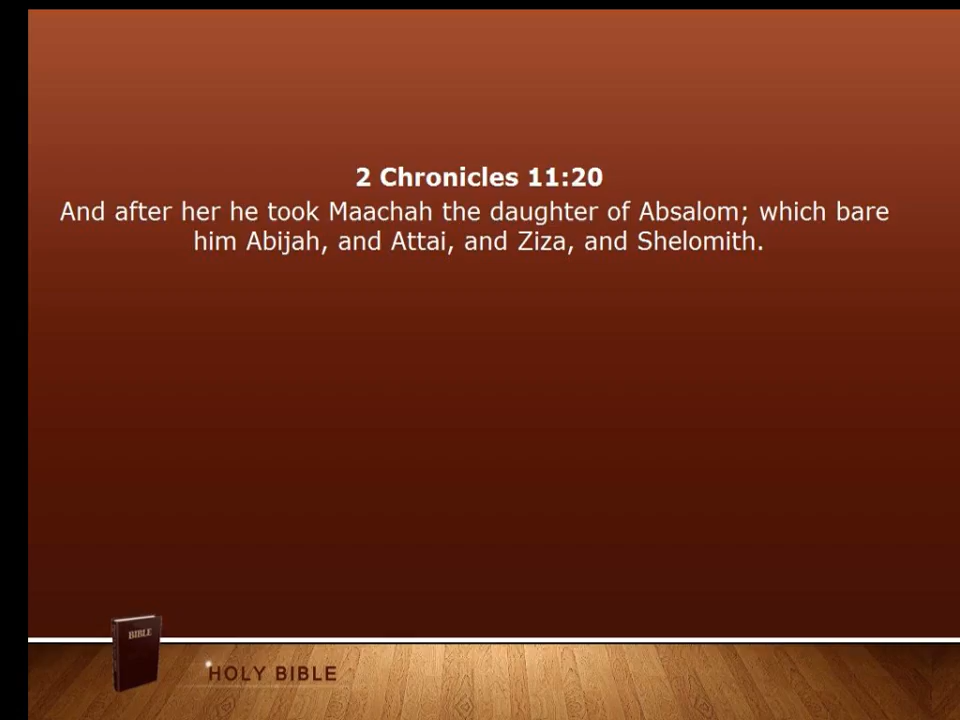 2 Chronicles 11:20
And after her he took Maachah the daughter of Absalom; which bare
him Abijah, and Attai, and Ziza, and Shelomith.
BIBLE
HOLY BIBLE